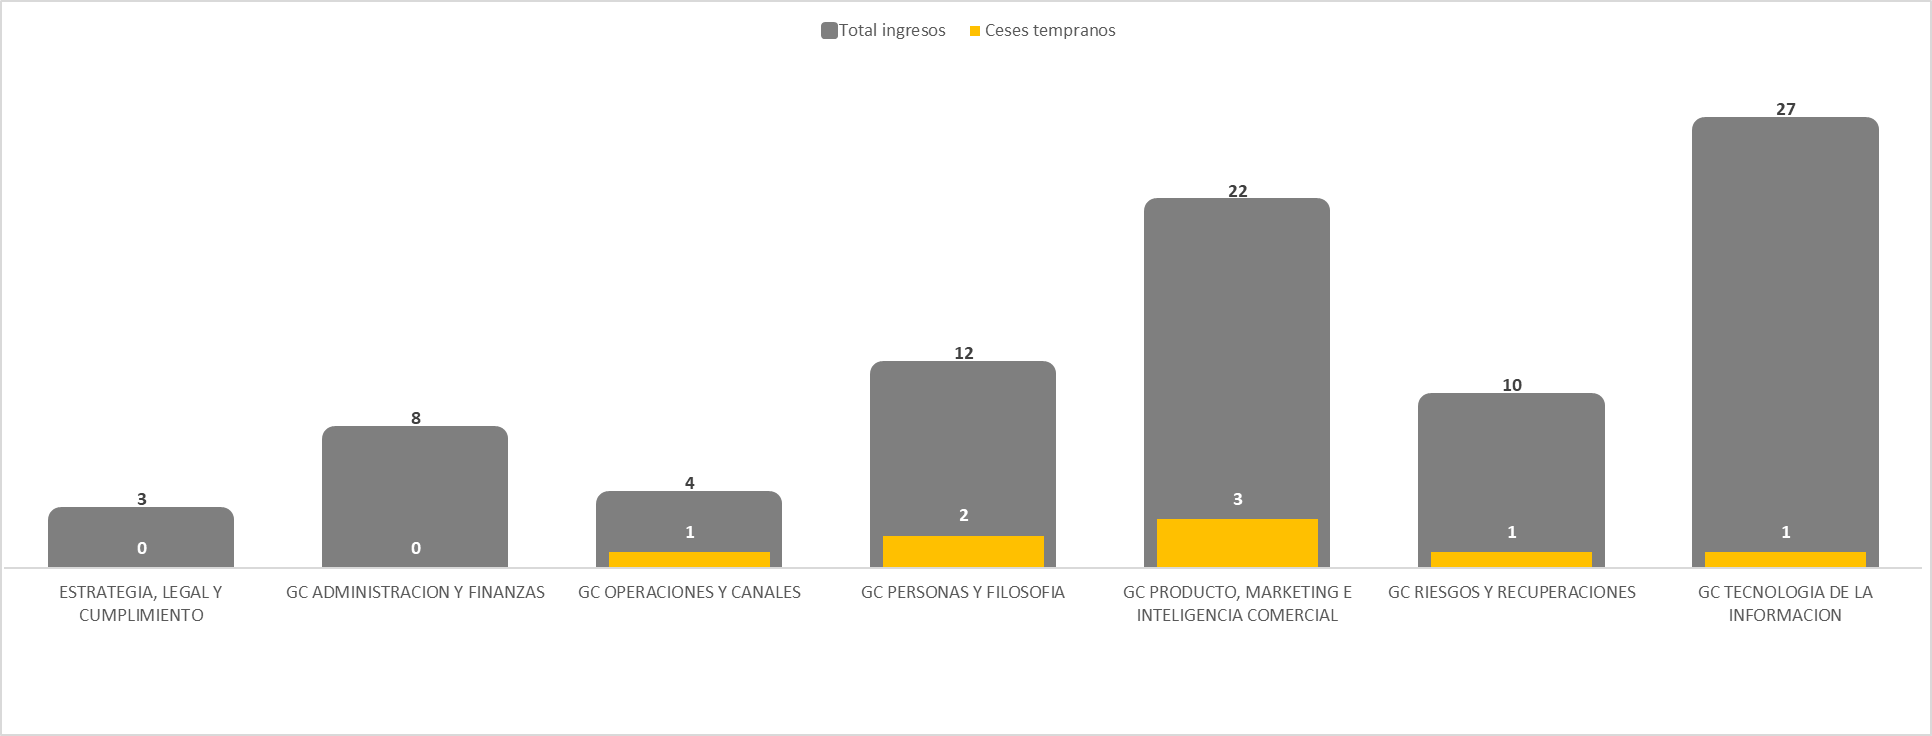 Total ingresos
Ceses tempranos
27
22
12
10
8
4
3
3
2
1
1
1
0
0
ESTRATEGIA, LEGAL Y
CUMPLIMIENTO
GC ADMINISTRACION Y FINANZAS
GC OPERACIONES Y CANALES
GC PERSONAS Y FILOSOFIA
GC PRODUCTO, MARKETING E
INTELIGENCIA COMERCIAL
GC RIESGOS Y RECUPERACIONES
GC TECNOLOGIA DE LA
INFORMACION